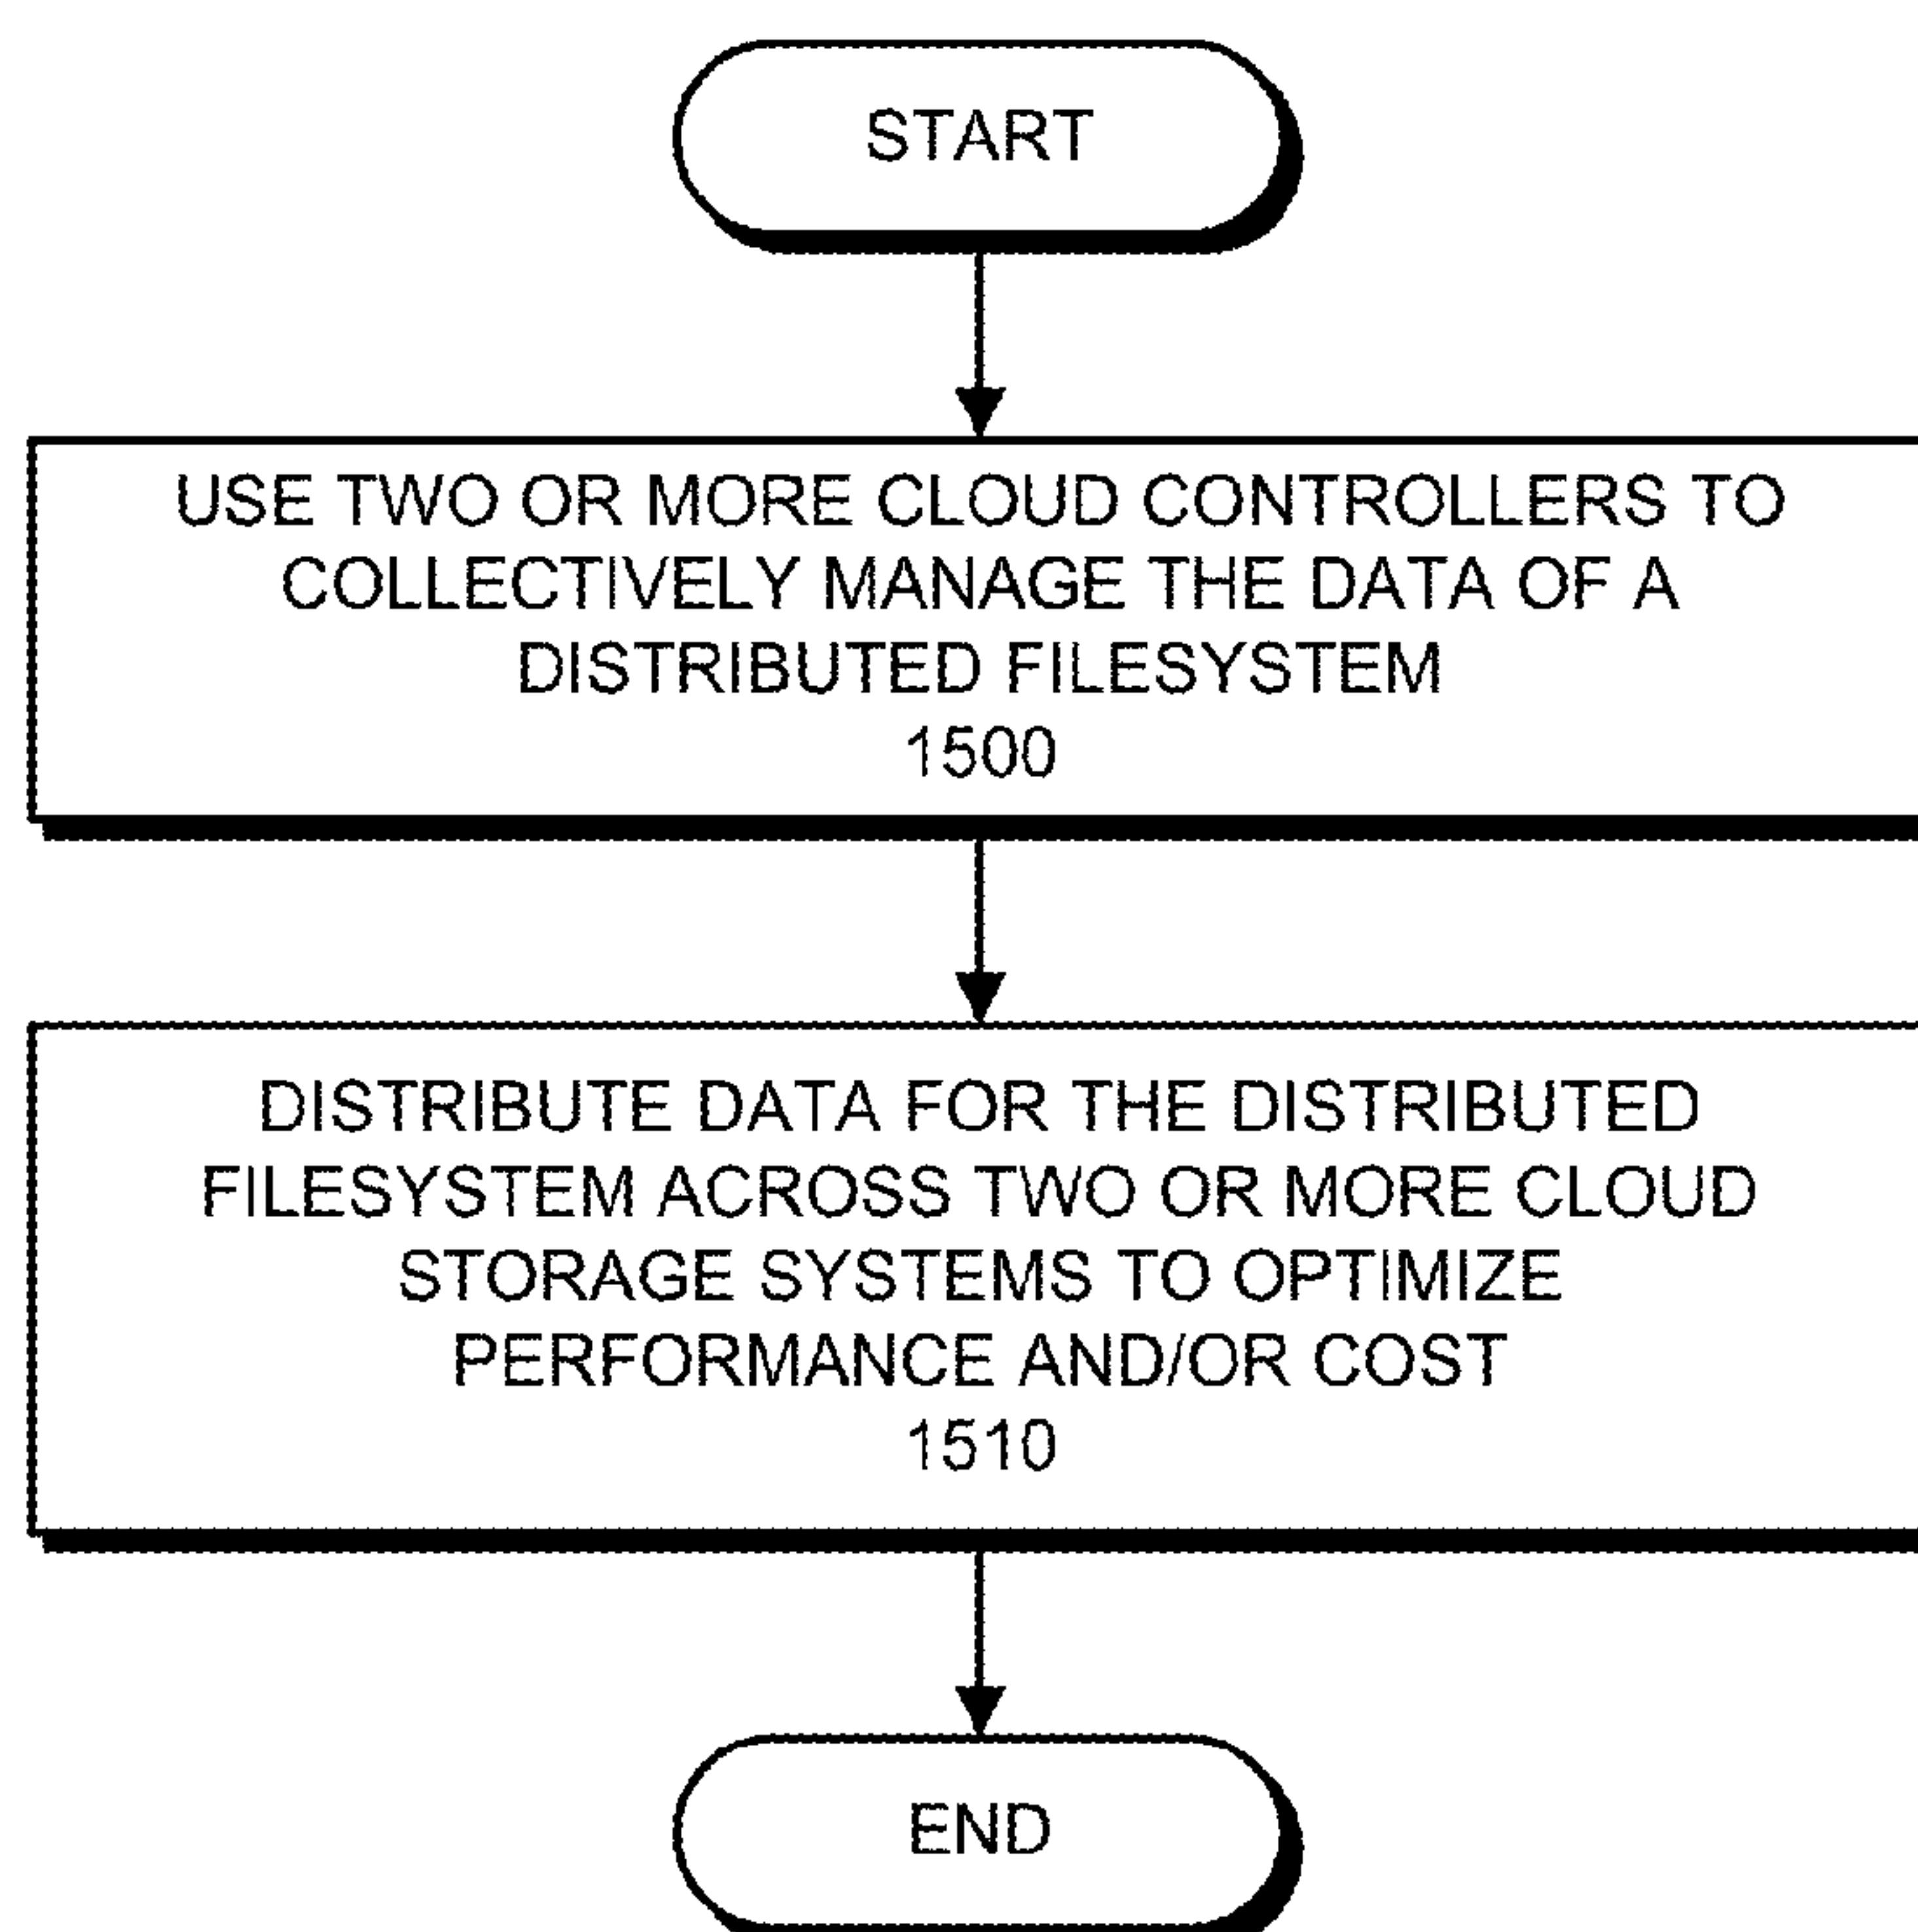 START
USE TWO OR MORE CLOUD CONTROLLERS TO
COLLECTIVELY MANAGE THE DATA OF A
DISTRIBUTED FILESYSTEM
1500
DISTRIBUTE DATA FOR THE DISTRIBUTED
FILESYSTEM ACROSS TWO OR MORE CLOUD
STORAGE SYSTEMS TO OPTIMIZE
PERFORMANCE AND/OR COST
1510
END